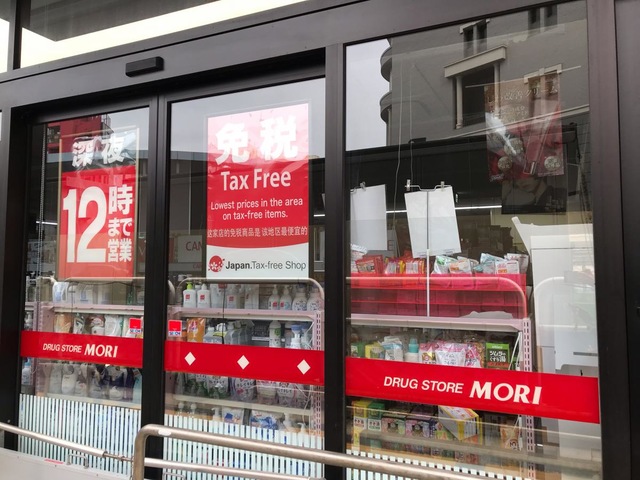 深夜
12時
まで
営業
免税
Tax Free
Lowest prices in the area
on tax-free items.
这家店的免税商品是该地区最便宜的
Japan.Tax-free Shop
DRUG STORE MORI
DRUG STORE MORI